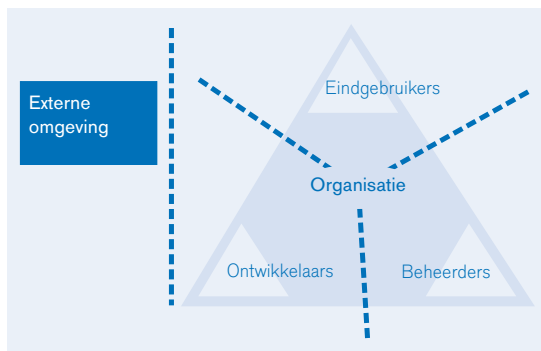 Externe
omgeving
Eindgebruikers
Organisatie
Ontwikkelaars
Beheerders